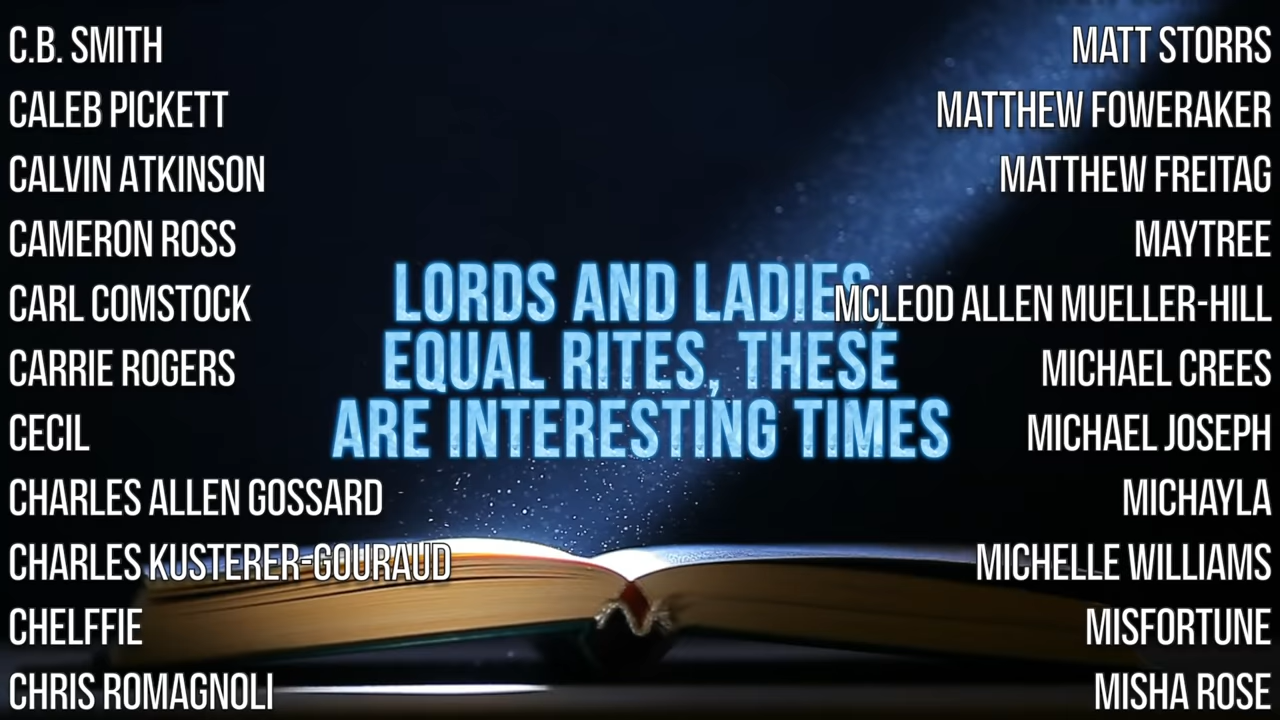 C.B. SMITH
CALEB PICKETT
CALVIN ATKINSON
CAMERON ROSS
CARL COMSTOCK
CARRIE ROGERS
CECIL
CHARLES ALLEN GOSSARD
CHARLES KUSTERER-GOURAUD
CHELFFIE
CHRIS ROMAGNOLI
LORDS AND LADIES,
EQUAL RITES, THESE
ARE INTERESTING TIMES
MATT STORRS
MATTHEW FOWERAKER
MATTHEW FREITAG
MAYTREE
MCLEOD ALLEN MUELLER-HILL
MICHAEL CREES
MICHAEL JOSEPH
MICHAYLA
MICHELLE WILLIAMS
MISFORTUNE
MISHA ROSE